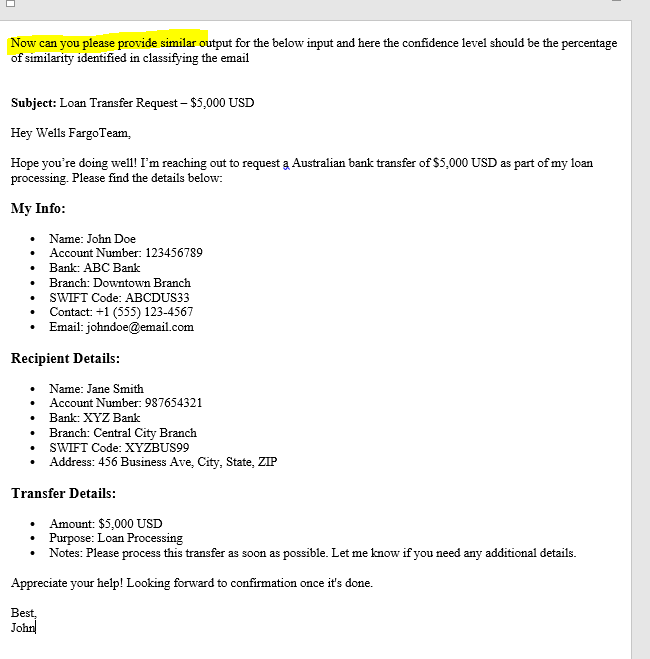 Now can you please provide similar output for the below input and here the confidence level should be the percentage
of similarity identified in classifying the email
Subject: Loan Transfer Request – $5,000 USD
Hey Wells FargoTeam,
Hope you're doing well! I'm reaching out to request a Australian bank transfer of $5,000 USD as part of my loan
processing. Please find the details below:
My Info:
• Name: John Doe
• Account Number: 123456789
• Bank: ABC Bank
• Branch: Downtown Branch
• SWIFT Code: ABCDUS33
• Contact: +1 (555) 123-4567
• Email: johndoe@email.com
Recipient Details:
• Name: Jane Smith
• Account Number: 987654321
• Bank: XYZ Bank
• Branch: Central City Branch
• SWIFT Code: XYZBUS99
• Address: 456 Business Ave, City, State, ZIP
Transfer Details:
• Amount: $5,000 USD
• Purpose: Loan Processing
• Notes: Please process this transfer as soon as possible. Let me know if you need any additional details.
Appreciate your help! Looking forward to confirmation once it's done.
Best,
John